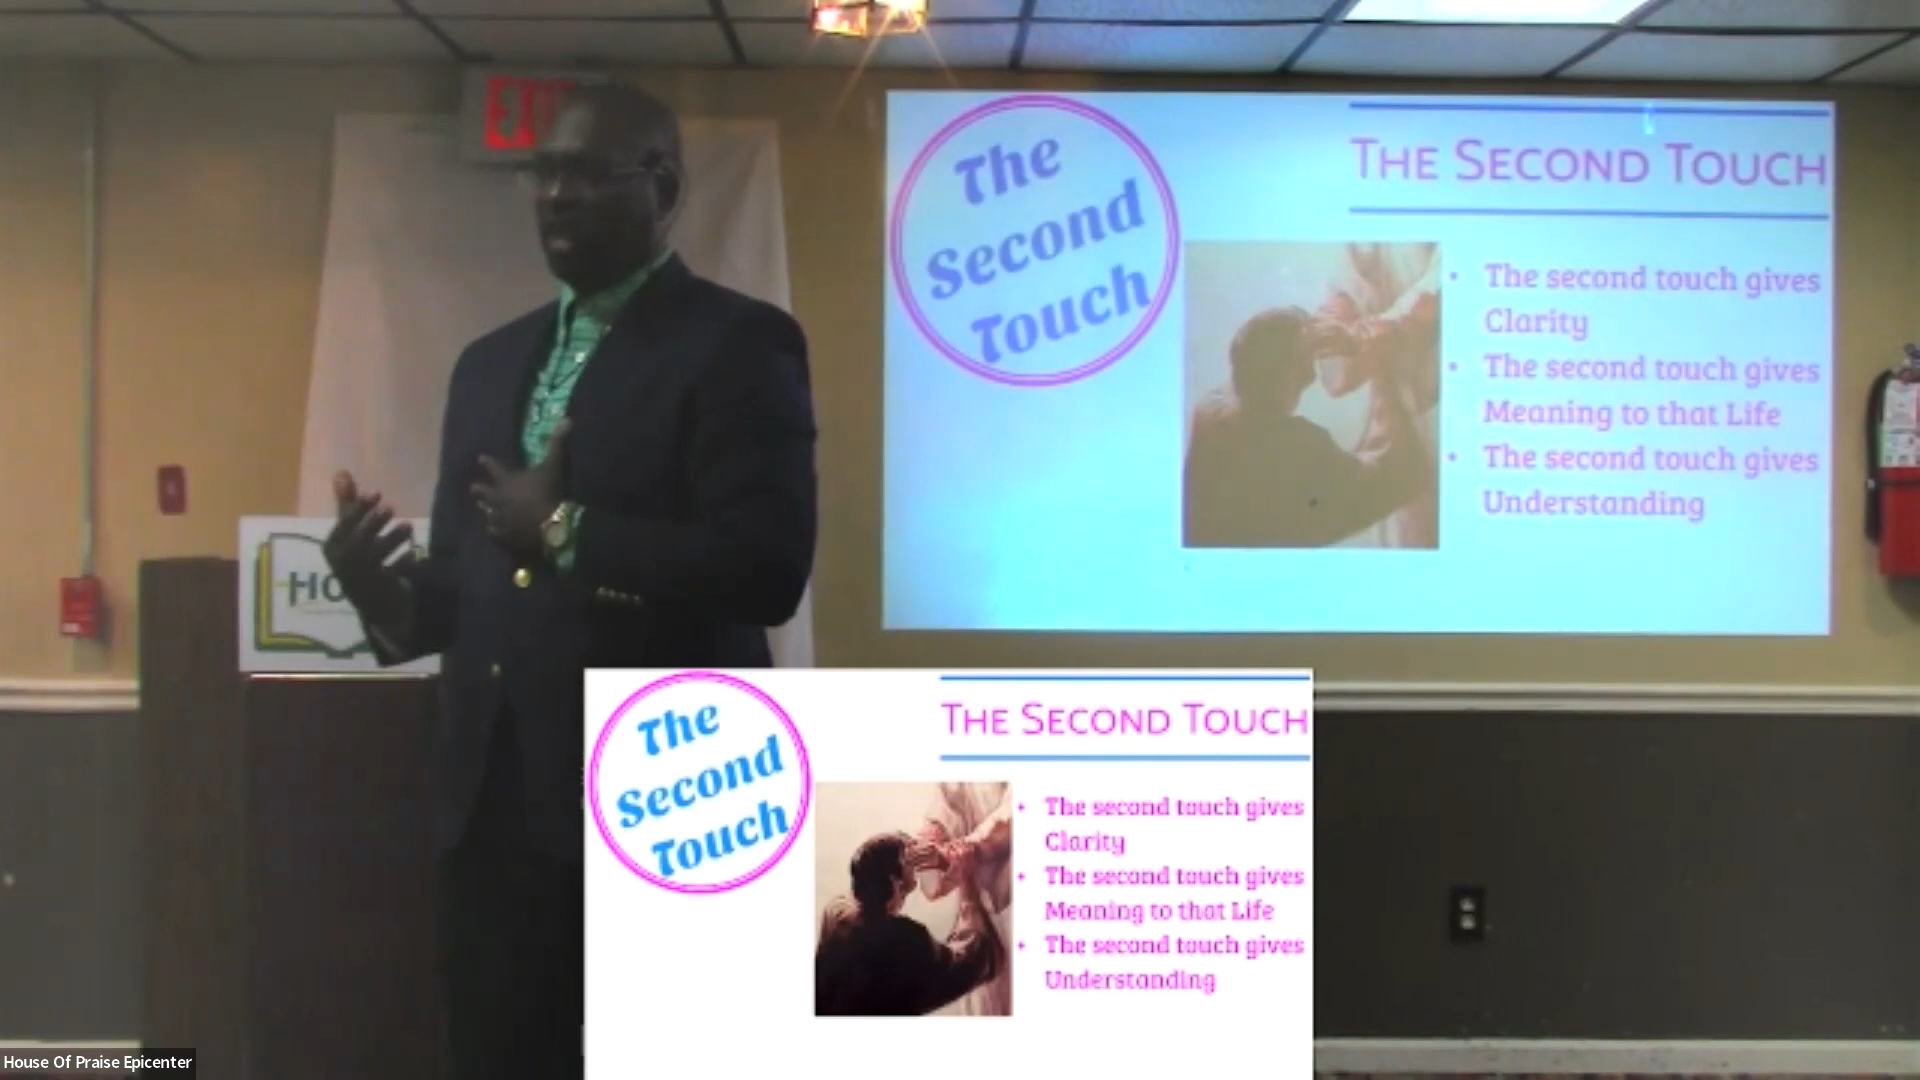 EXIT
The
Second
Touch
THE SECOND TOUCH
• The second touch gives
Clarity
• The second touch gives
Meaning to that Life
• The second touch gives
Understanding
HO
The
Second
Touch
THE SECOND TOUCH
• The second touch gives
Clarity
• The second touch gives
Meaning to that Life
• The second touch gives
Understanding
House Of Praise Epicenter